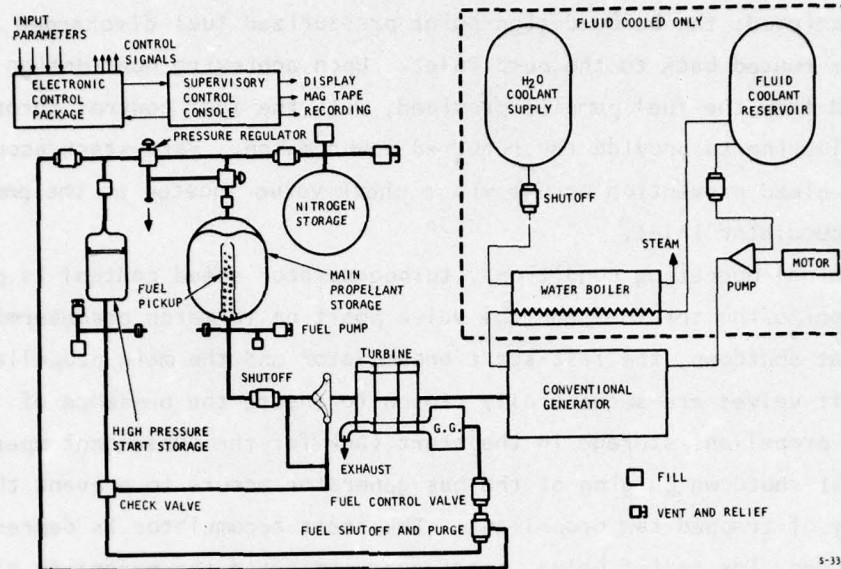 INPUT
PARAMETERS
CONTROL
SIGNALS
ELECTRONIC
CONTROL
PACKAGE
SUPERVISORY
CONTROL
CONSOLE
DISPLAY
MAG TAPE
RECORDING
PRESSURE REGULATOR
NITROGEN
STORAGE
FUEL
PICKUP
MAIN
PROPELLANT
STORAGE
FUEL PUMP
TURBINE
SHUTOFF
G.G.
HIGH PRESSURE
START STORAGE
EXHAUST
CHECK VALVE
FUEL CONTROL VALVE
FUEL SHUTOFF AND PURGE
FLUID COOLED ONLY
H2O
COOLANT
SUPPLY
FLUID
COOLANT
RESERVOIR
SHUTOFF
STEAM
WATER BOILER
PUMP
MOTOR
CONVENTIONAL
GENERATOR
FILL
VENT AND RELIEF
S-33